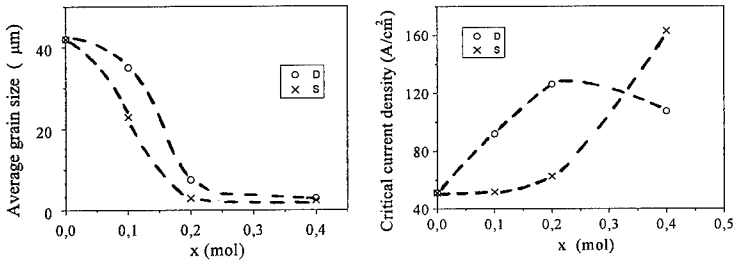 Average grain size ( μm)
40
20
0
0,0
0,1
0,2
0,3
0,4
x (mol)
D
S
Critical current density (A/cm²)
160
120
80
40
0,0
0,1
0,2
0,3
0,4
0,5
x (mol)
D
S